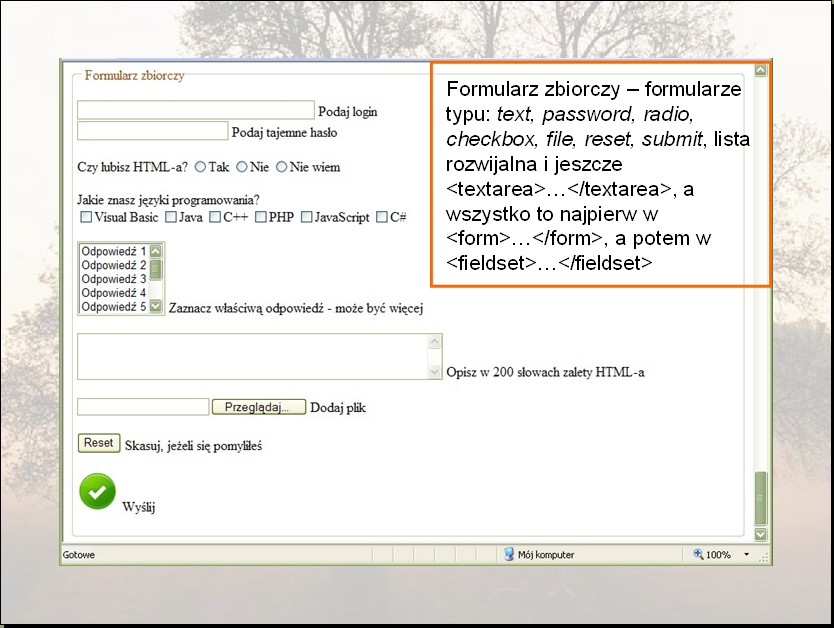 Formularz zbiorczy
Formularz zbiorczy – formularze
typu: text, password, radio,
checkbox, file, reset, submit, lista
rozwijalna i jeszcze
<textarea>…</textarea>, a
wszystko to najpierw w
<form>…</form>, a potem w
<fieldset>…</fieldset>
Podaj login
Podaj tajemne hasło
Czy lubisz HTML-a? Tak Nie Nie wiem
Jakie znasz języki programowania?
Visual Basic Java C++ PHP JavaScript C#
Odpowiedź 1
Odpowiedź 2
Odpowiedź 3
Odpowiedź 4
Odpowiedź 5
Zaznacz właściwą odpowiedź - może być więcej
Opisz w 200 słowach zalety HTML-a
Przeglądaj... Dodaj plik
Reset Skasuj, jeżeli się pomyliłeś
Wyślij
Gotowe Mój komputer 100%